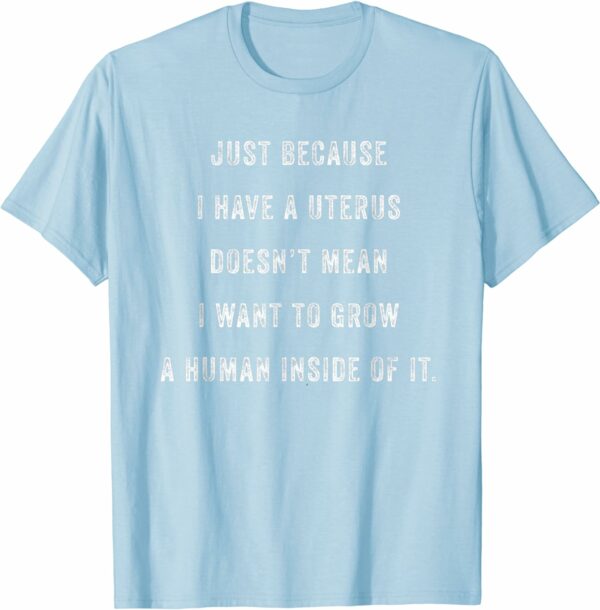 JUST BECAUSE
I HAVE A UTERUS
DOESN'T MEAN
I WANT TO GROW
A HUMAN INSIDE OF IT.